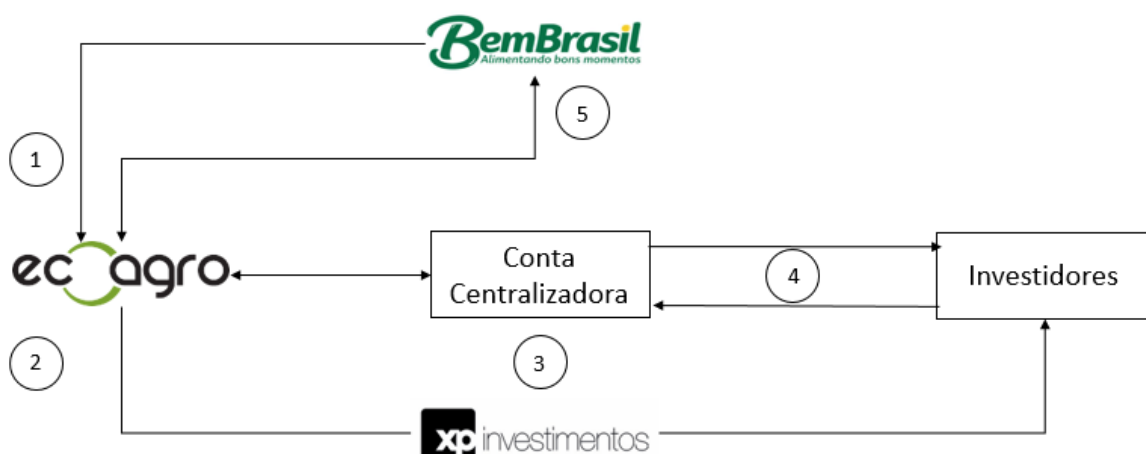 BemBrasil
Alimentando bons momentos
5
1
ecoagro
Conta
Centralizadora
4
Investidores
2
3
xp investimentos